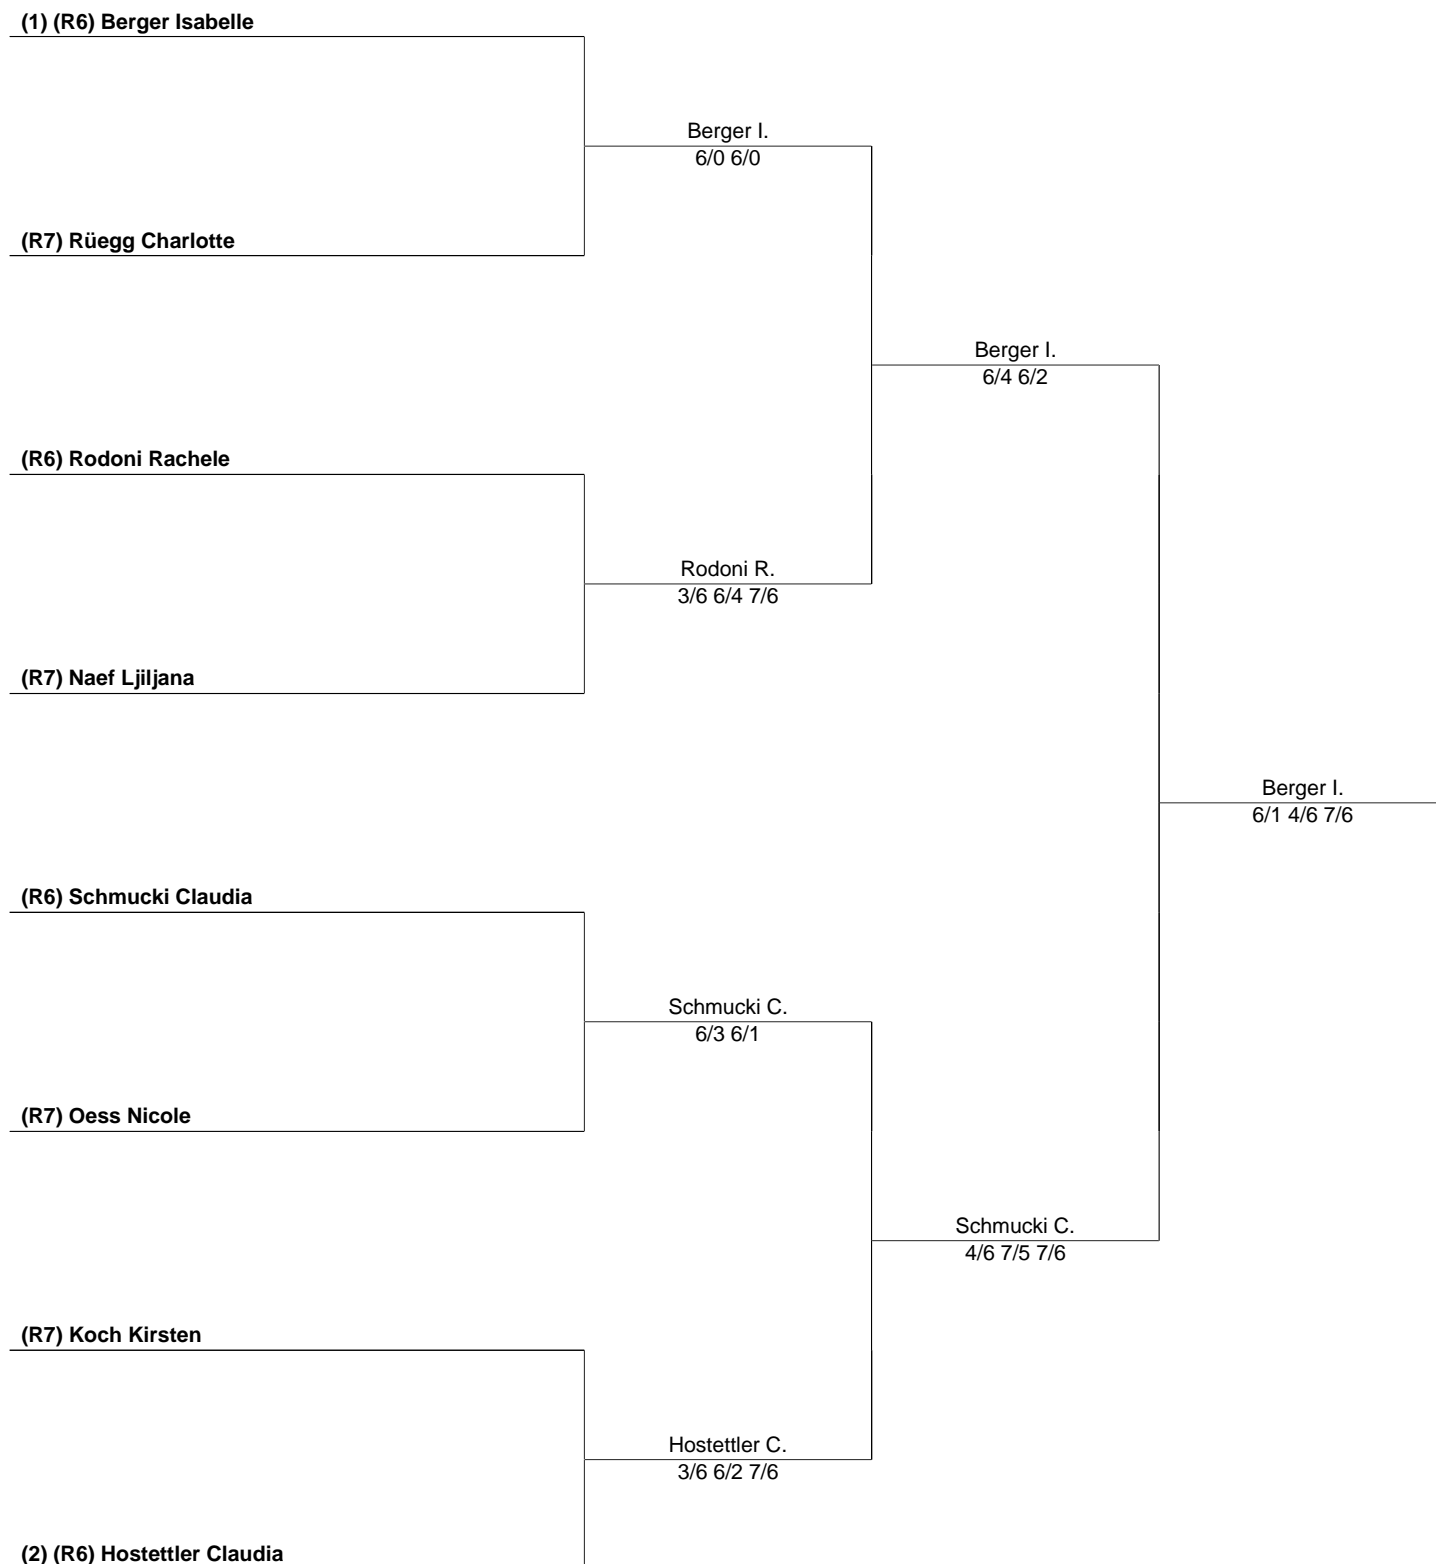 (1) (R6) Berger Isabelle
Berger I.
6/0 6/0
(R7) Rüegg Charlotte
Berger I.
6/4 6/2
(R6) Rodoni Rachele
Rodoni R.
3/6 6/4 7/6
(R7) Naef Ljiljana
Berger I.
6/1 4/6 7/6
(R6) Schmucki Claudia
Schmucki C.
6/3 6/1
(R7) Oess Nicole
Schmucki C.
4/6 7/5 7/6
(R7) Koch Kirsten
Hostettler C.
3/6 6/2 7/6
(2) (R6) Hostettler Claudia